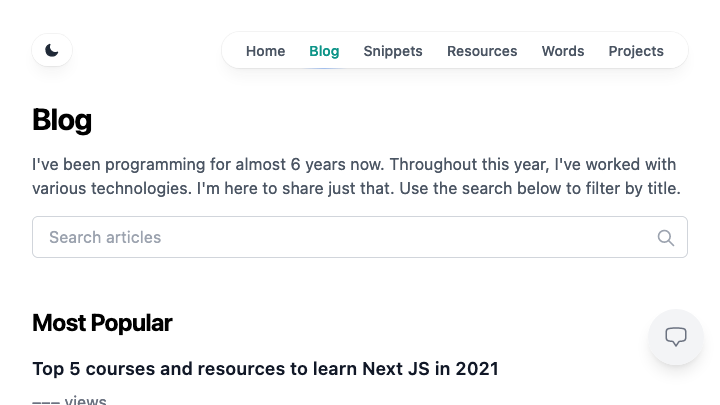 Home Blog Snippets Resources Words Projects
Blog
I've been programming for almost 6 years now. Throughout this year, I've worked with
various technologies. I'm here to share just that. Use the search below to filter by title.
Search articles
Most Popular
Top 5 courses and resources to learn Next JS in 2021
––– views